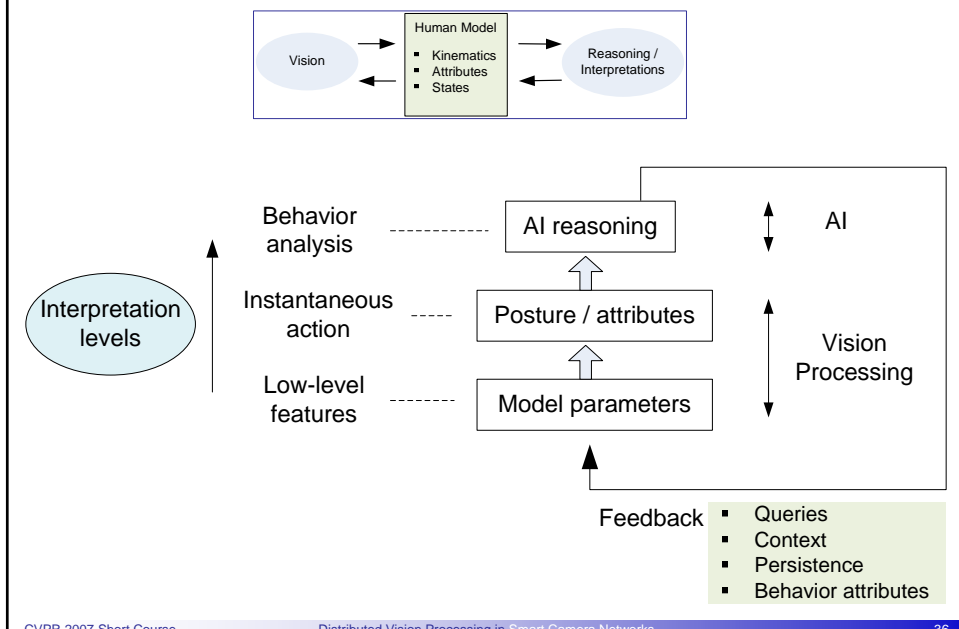 Human Model
Vision
▪ Kinematics
▪ Attributes
▪ States
Reasoning /
Interpretations
Interpretation
levels
Behavior
analysis
AI reasoning
AI
Instantaneous
action
Posture / attributes
Vision
Processing
Low-level
features
Model parameters
Feedback
▪ Queries
▪ Context
▪ Persistence
▪ Behavior attributes
CVPR 2007 Short Course Distributed Vision Processing in Smart Camera Networks 36